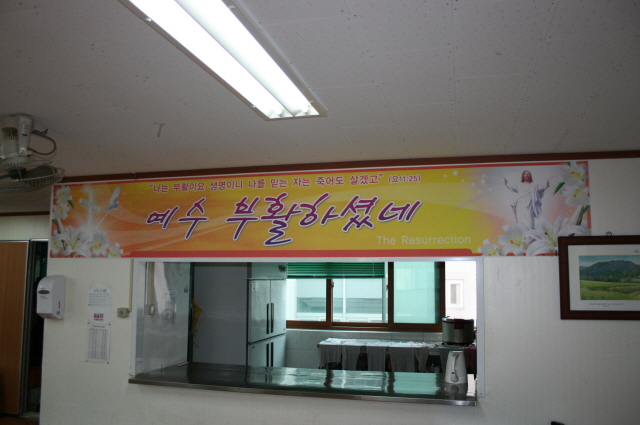 "나는 부활이요 생명이니 나를 믿는 자는 죽어도 살겠고" (요11:25)
예수 부활하셨네
The Resurrection